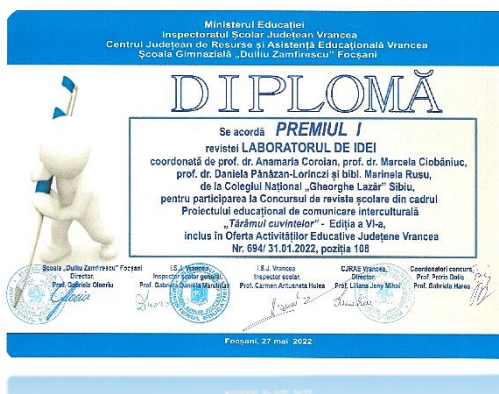 Ministerul Educației
Inspectoratul Școlar Județean Vrancea
Centrul Județean de Resurse și Asistență Educațională Vrancea
Școala Gimnazială „Duiliu Zamfirescu" Focșani
DIPLOMĂ
Se acordă PREMIUL I
revistei LABORATORUL DE IDEI
coordonată de prof. dr. Anamaria Coroian, prof. dr. Marcela Ciobăniuc,
prof. dr. Daniela Pănăzan-Lorinczi și bibl. Marinela Rusu,
de la Colegiul Național „Gheorghe Lazăr" Sibiu,
pentru participarea la Concursul de reviste școlare din cadrul
Proiectului educațional de comunicare interculturală
„Tărâmul cuvintelor" - Ediția a VI-a,
inclus în Oferta Activităților Educative Județene Vrancea
Nr. 694/ 31.01.2022, poziția 108
Școala „Duiliu Zamfirescu" Focșani
Director,
Prof. Gabriela
I.S.J. Vrancea
Inspector școlar general,
Prof. Gabriela Daniela
I.S.J. Vrancea
Inspector școlar,
Prof. Carmen Antuaneta Hulea
CJRAE Vrancea
Director,
Prof. Liliana Jeny Mihai
Coordonatori concurs,
Prof. Petrix Dolig
Prof. Gabriela Harea
Focșani, 27 mai 2022